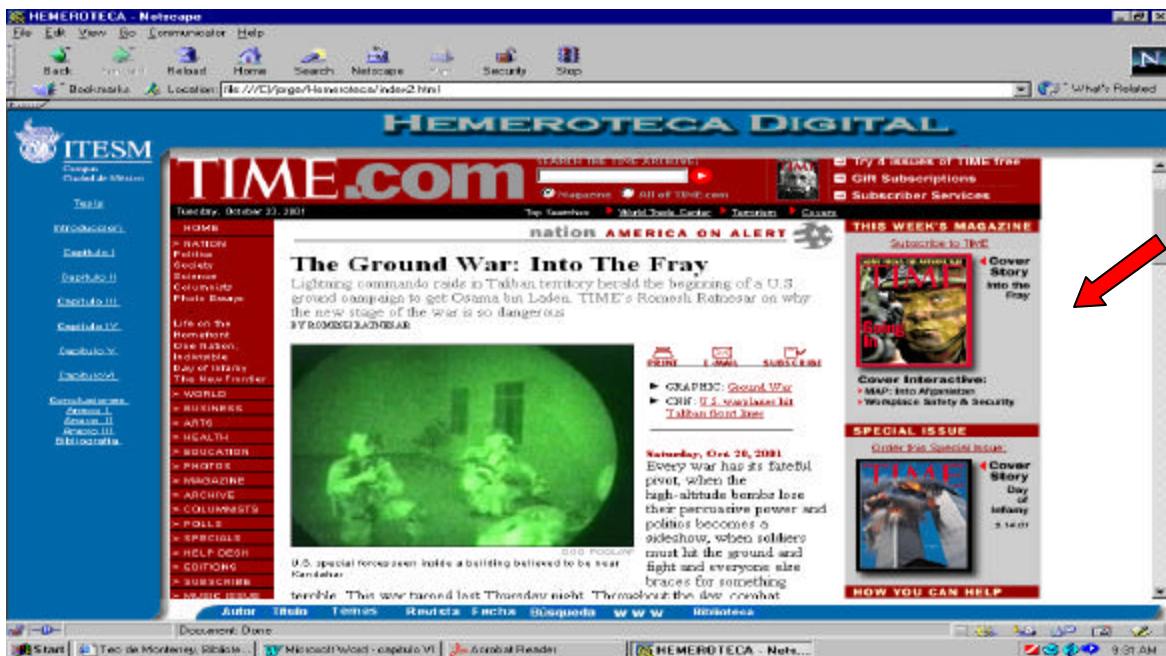 HEMEROTECA - Netscape
File Edit View Go Communicator Help
Back Reload Home Search Netscape Security Stop
Bookmarks Location: file:///C|/jorge/Hemeroteca/index2.html What's Related
HEMEROTECA DIGITAL
ITESM
Campus
Ciudad de México
Tesis
Introducción.
Capítulo I
Capítulo II
Capítulo III.
Capítulo IV.
Capítulo V.
Capítulo VI.
Conclusiones.
Anexo I.
Anexo II
Anexo III.
Bibliografía.
TIME.com
SEARCH THE TIME ARCHIVE:
Magazine All of TIME.com
Try 4 issues of TIME free
Gift Subscriptions
Subscriber Services
Tuesday, October 23, 2001
Top Searches: World Trade Center Terrorism Covers
HOME
NATION
Politics
Society
Science
Columnists
Photo Essays
Life on the
Homefront
One Nation,
Indivisible
Day of Infamy
The New Frontier
WORLD
BUSINESS
ARTS
HEALTH
EDUCATION
PHOTOS
MAGAZINE
ARCHIVE
COLUMNISTS
POLLS
SPECIALS
HELP DESK
EDITIONS
SUBSCRIBE
MUSIC ISSUE
nation AMERICA ON ALERT
The Ground War: Into The Fray
Lightning commando raids in Taliban territory herald the beginning of a U.S.
ground campaign to get Osama bin Laden. TIME's Romesh Ratnesar on why
the new stage of the war is so dangerous
BY ROMESH RATNESAR
PRINT E-MAIL SUBSCRIBE
► GRAPHIC: Ground War
► CNN: U.S. warplanes hit
Taliban front lines
DOD POOL/AP
U.S. special forces seen inside a building believed to be near
Kandahar
Saturday, Oct. 20, 2001
Every war has its fateful
pivot, when the
high-altitude bombs lose
their persuasive power and
politics becomes a
sideshow, when soldiers
must hit the ground and
fight and everyone else
braces for something
terrible. This war turned last Thursday night. Throughout the day, combat
THIS WEEK'S MAGAZINE
Subscribe to TIME
TIME
Going
In
Cover
Story
Into the
Fray
Cover Interactive:
MAP: Into Afganistan
Workplace Safety & Security
SPECIAL ISSUE
Order this Special Issue:
TIME
Cover
Story
Day
of
Infamy
9.14.01
HOW YOU CAN HELP
Autor Título Temas Revista Fecha Búsqueda W W W Biblioteca
Document: Done
Start Tec de Monterrey, Bibliote... Microsoft Word - capítulo VI Acrobat Reader HEMEROTECA - Nets... 9:31 AM